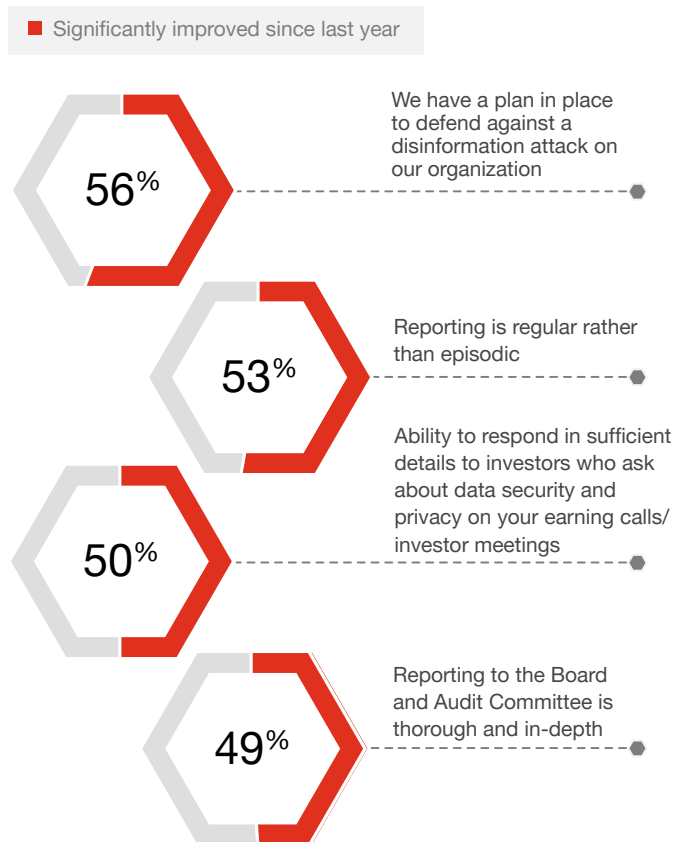 Significantly improved since last year
We have a plan in place
to defend against a
disinformation attack on
our organization
56%
Reporting is regular rather
than episodic
53%
Ability to respond in sufficient
details to investors who ask
about data security and
privacy on your earning calls/
investor meetings
50%
Reporting to the Board
and Audit Committee is
thorough and in-depth
49%